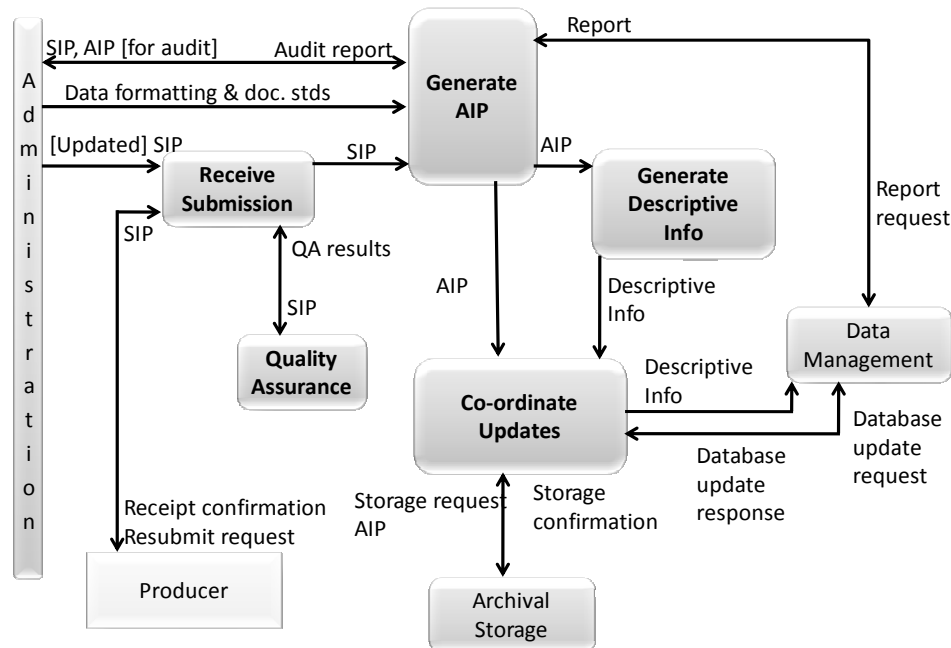 Administration
SIP, AIP [for audit]
Audit report
Data formatting & doc. stds
[Updated] SIP
Receive
Submission
SIP
SIP
Generate
AIP
Report
AIP
Generate
Descriptive
Info
Report
request
QA results
SIP
Quality
Assurance
AIP
Descriptive
Info
Data
Management
Co-ordinate
Updates
Descriptive
Info
Database
update
response
Database
update
request
Storage request
AIP
Storage
confirmation
Receipt confirmation
Resubmit request
Producer
Archival
Storage